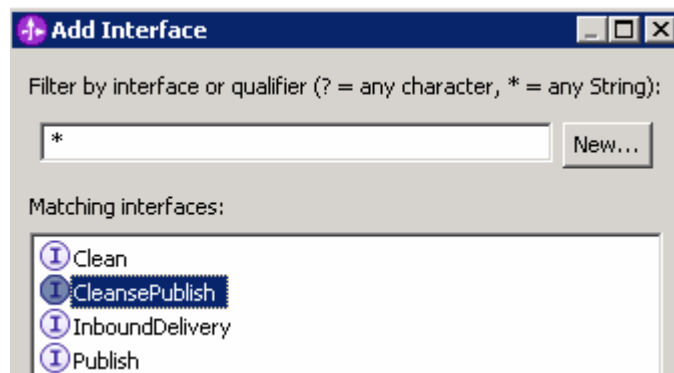 Add Interface
Filter by interface or qualifier (? = any character, * = any String):
*
New...
Matching interfaces:
I Clean
I CleansePublish
I InboundDelivery
I Publish